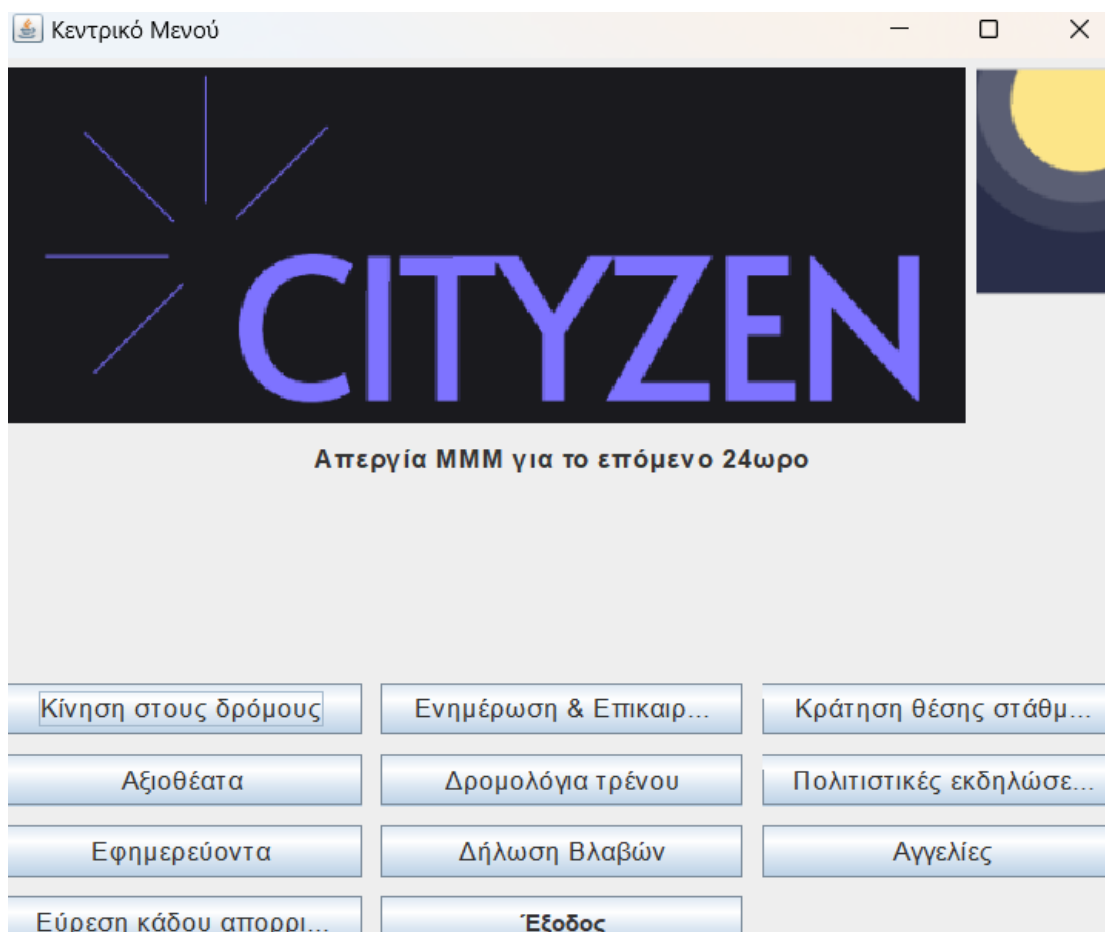 Κεντρικό Μενού
CITYZEN
Απεργία ΜΜΜ για το επόμενο 24ωρο
Κίνηση στους δρόμους Ενημέρωση & Επικαιρ... Κράτηση θέσης στάθμ...
Αξιοθέατα Δρομολόγια τρένου Πολιτιστικές εκδηλώσε...
Εφημερεύοντα Δήλωση Βλαβών Αγγελίες
Εύρεση κάδου απορρι... Έξοδος